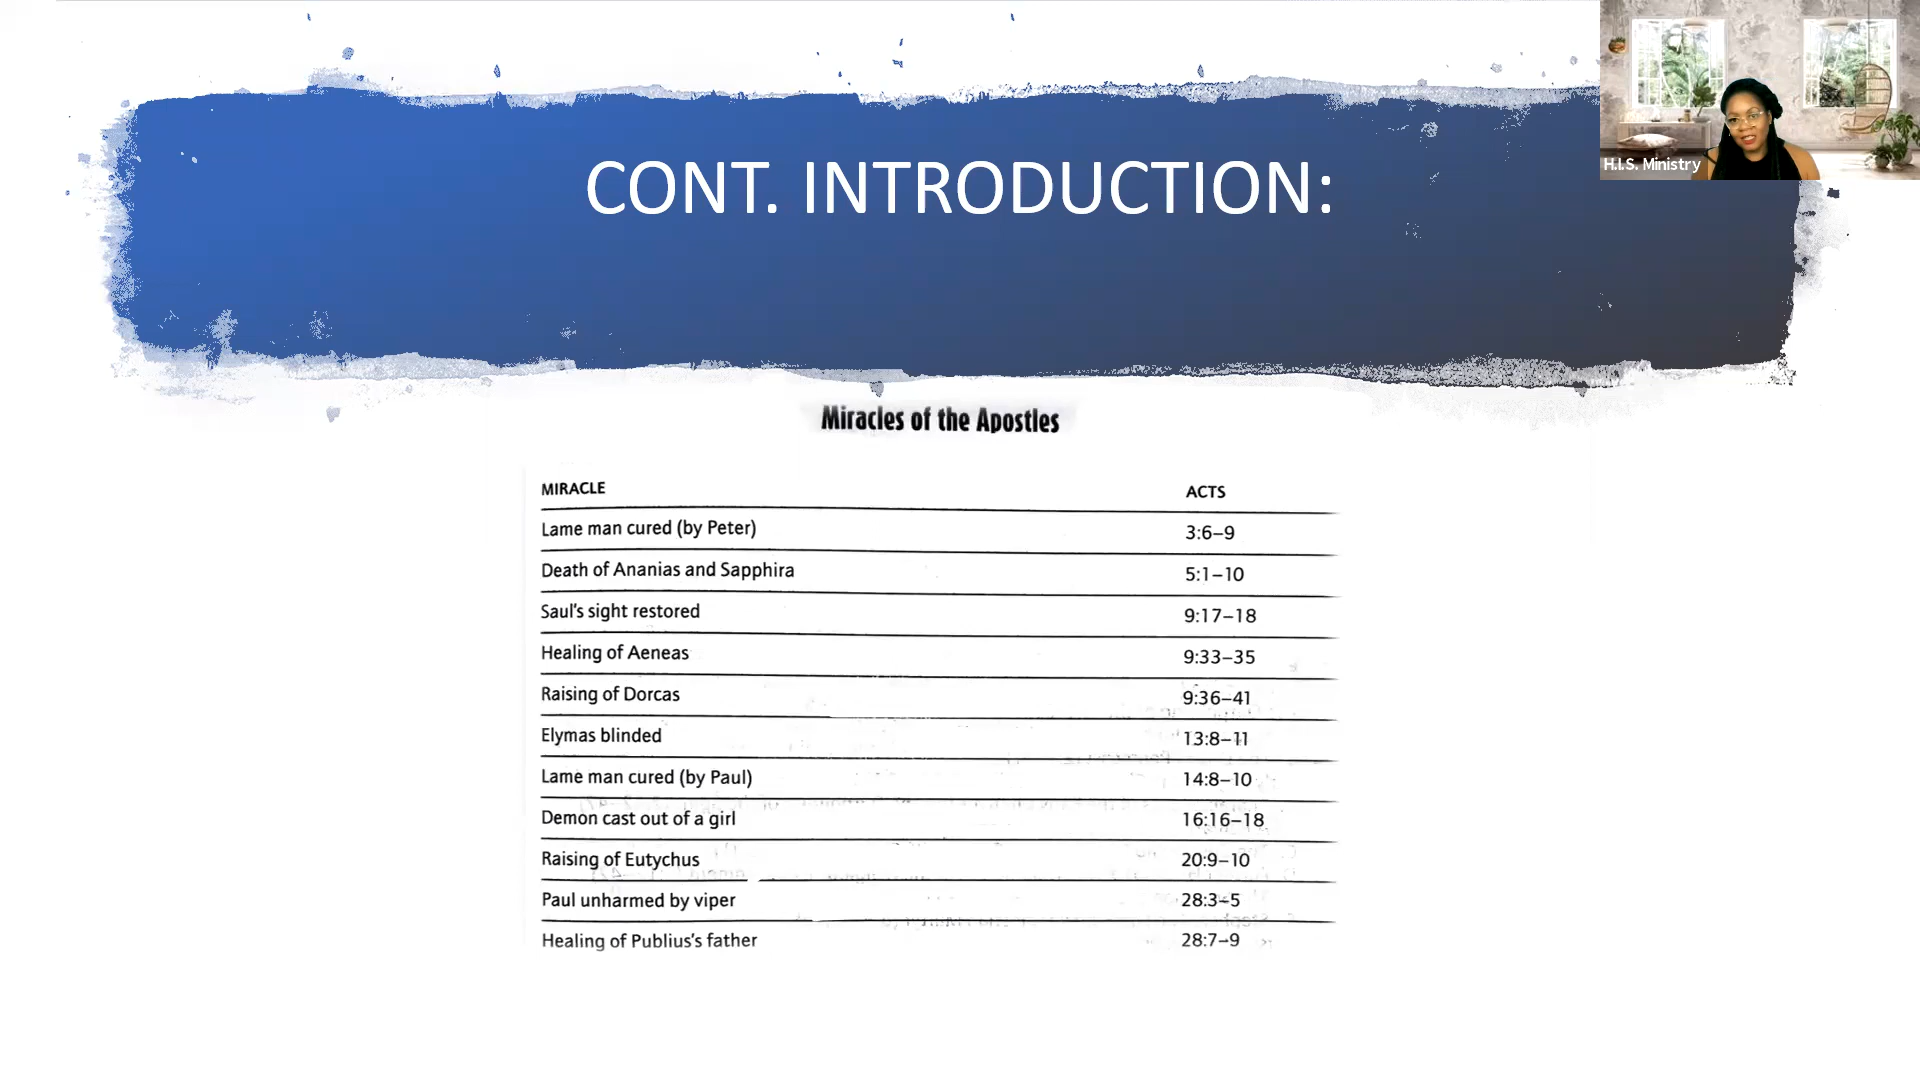 CONT. INTRODUCTION:
H.I.S. Ministry
Miracles of the Apostles
MIRACLE ACTS
Lame man cured (by Peter) 3:6–9
Death of Ananias and Sapphira 5:1–10
Saul's sight restored 9:17–18
Healing of Aeneas 9:33–35
Raising of Dorcas 9:36–41
Elymas blinded 13:8–11
Lame man cured (by Paul) 14:8–10
Demon cast out of a girl 16:16–18
Raising of Eutychus 20:9–10
Paul unharmed by viper 28:3–5
Healing of Publius's father 28:7–9